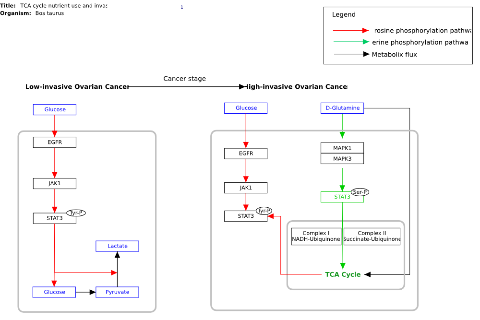 Title: TCA cycle nutrient use and inva:
Organism: Bos taurus
1
Legend
rosine phosphorylation pathwa
erine phosphorylation pathwa
Metabolix flux
Cancer stage
Low-invasive Ovarian Cancer
High-invasive Ovarian Cance
Glucose
EGFR
JAK1
STAT3
Tyr-P
Lactate
Glucose
Pyruvate
Glucose
D-Glutamine
EGFR
MAPK1
MAPK3
JAK1
STAT3
Ser-P
STAT3
Tyr-P
Complex I
NADH-Ubiquinone
Complex II
Succinate-Ubiquinone
TCA Cycle